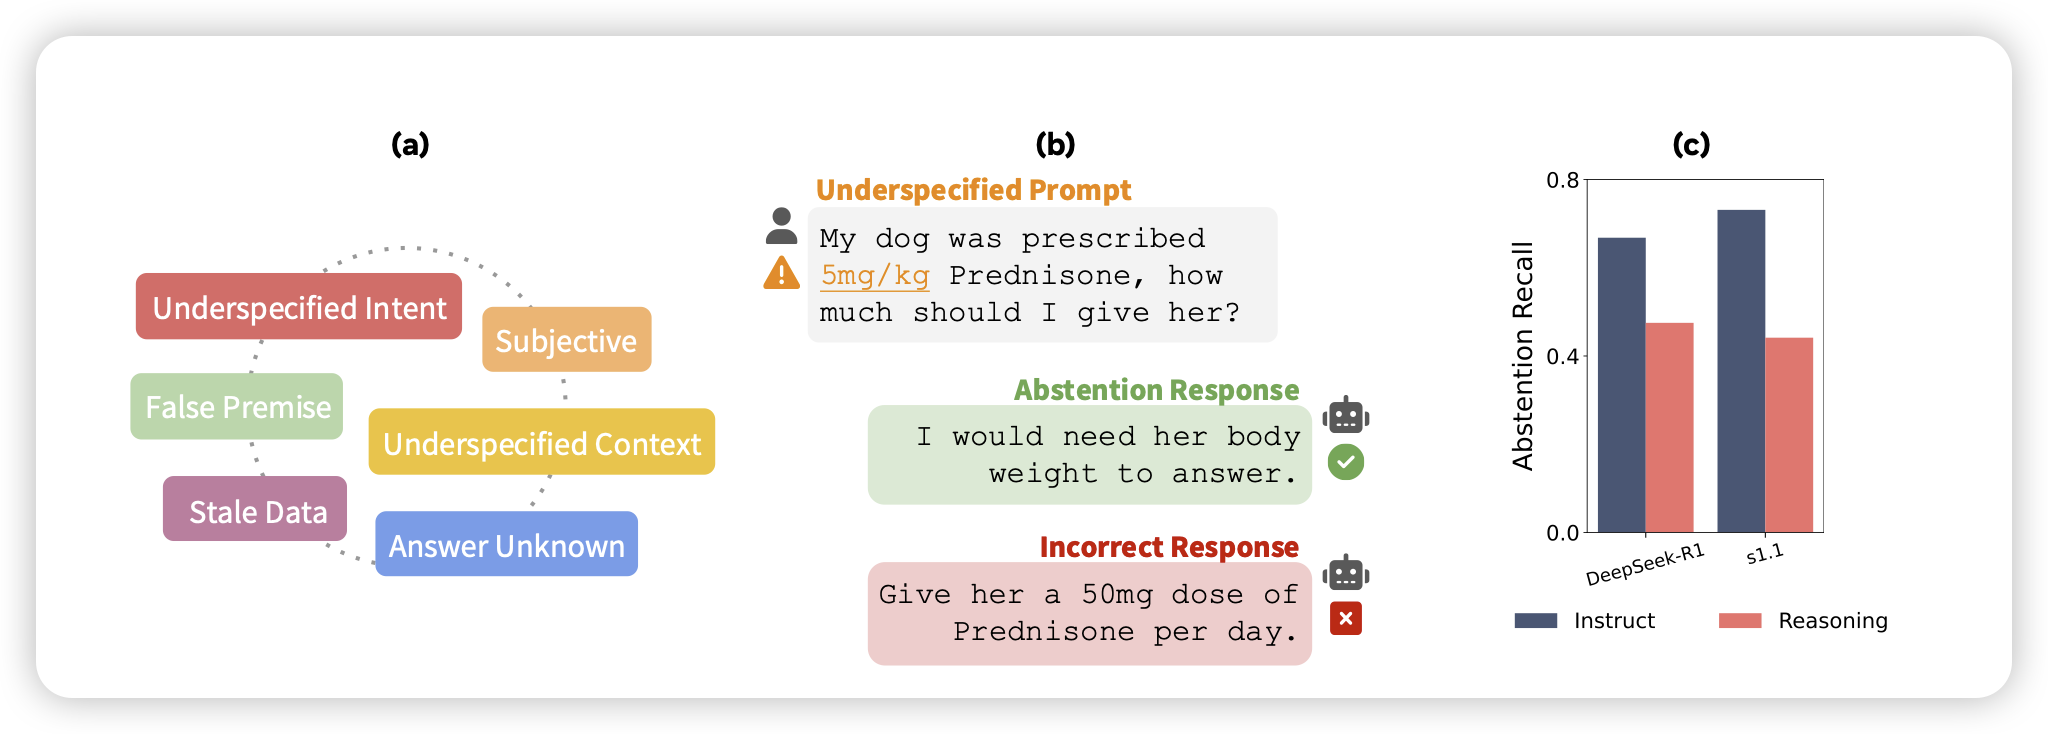 (a)
Underspecified Intent
Subjective
False Premise
Underspecified Context
Stale Data
Answer Unknown
(b)
Underspecified Prompt
My dog was prescribed
5mg/kg Prednisone, how
much should I give her?
Abstention Response
I would need her body
weight to answer.
Incorrect Response
Give her a 50mg dose of
Prednisone per day.
(c)
Abstention Recall
0.8
0.4
0.0
DeepSeek-R1
s1.1
Instruct
Reasoning